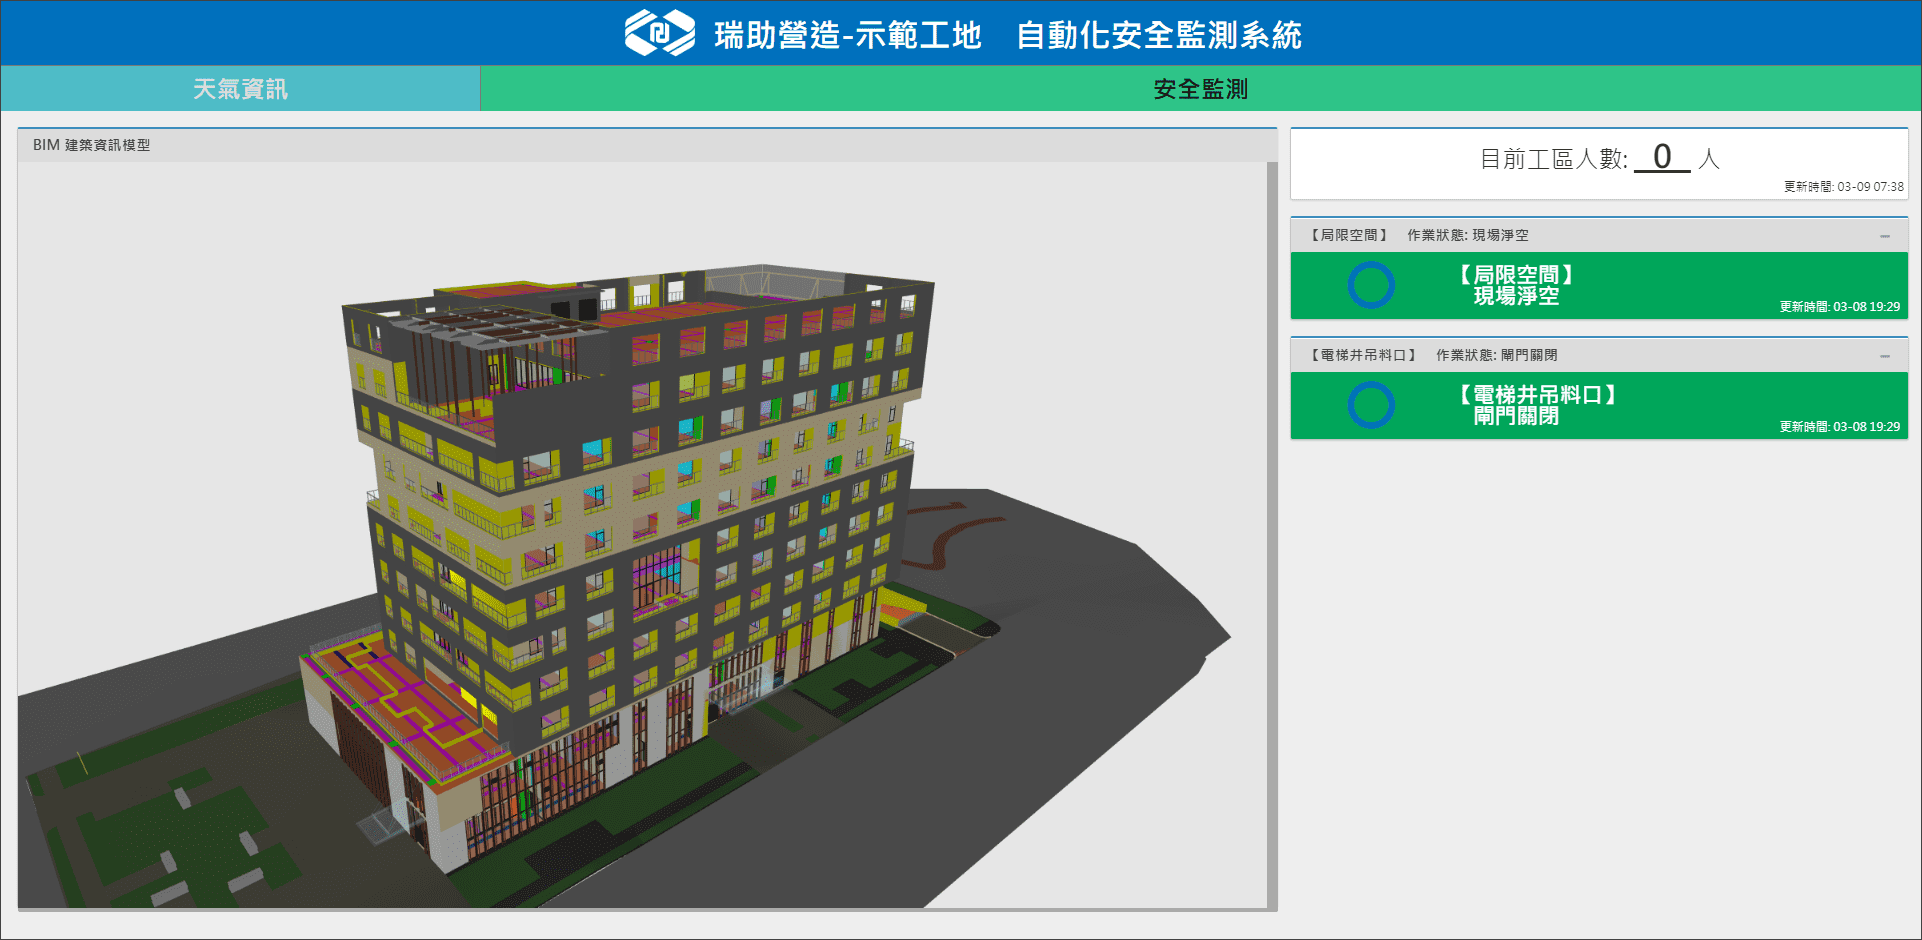 瑞助營造-示範工地　自動化安全監測系統
天氣資訊
安全監測
BIM 建築資訊模型
目前工區人數: 0 人
更新時間: 03-09 07:38
【局限空間】　作業狀態: 現場淨空
【局限空間】
現場淨空
更新時間: 03-08 19:29
【電梯井吊料口】　作業狀態: 閘門關閉
【電梯井吊料口】
閘門關閉
更新時間: 03-08 19:29